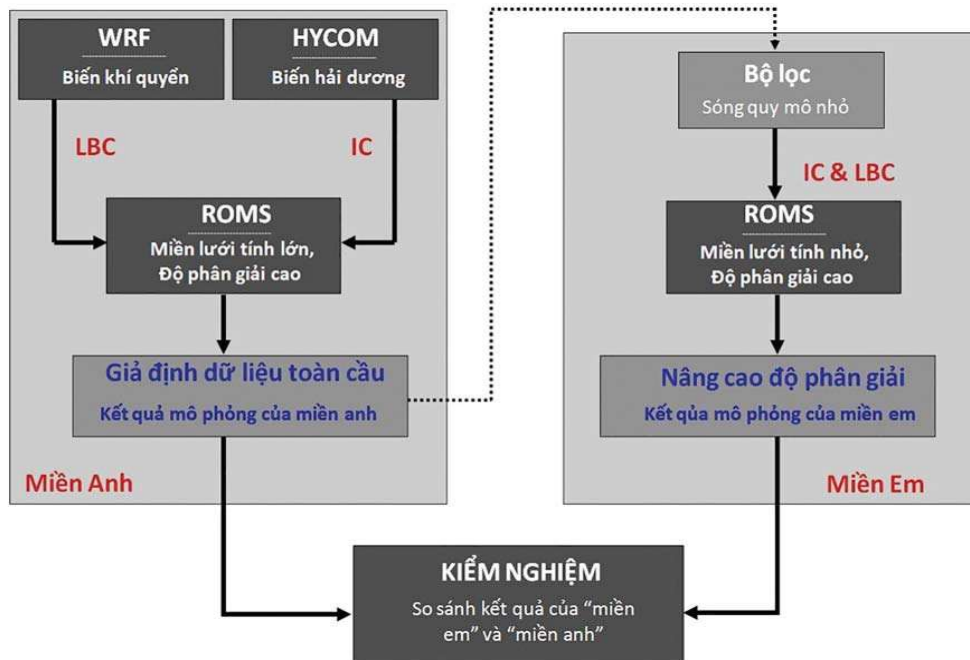 WRF
Biến khí quyển
HYCOM
Biến hải dương
LBC
IC
ROMS
Miền lưới tính lớn,
Độ phân giải cao
Giả định dữ liệu toàn cầu
Kết quả mô phỏng của miền anh
Miền Anh
Bộ lọc
Sóng quy mô nhỏ
IC & LBC
ROMS
Miền lưới tính nhỏ,
Độ phân giải cao
Nâng cao độ phân giải
Kết qủa mô phỏng của miền em
Miền Em
KIỂM NGHIỆM
So sánh kết quả của “miền
em” và “miền anh”